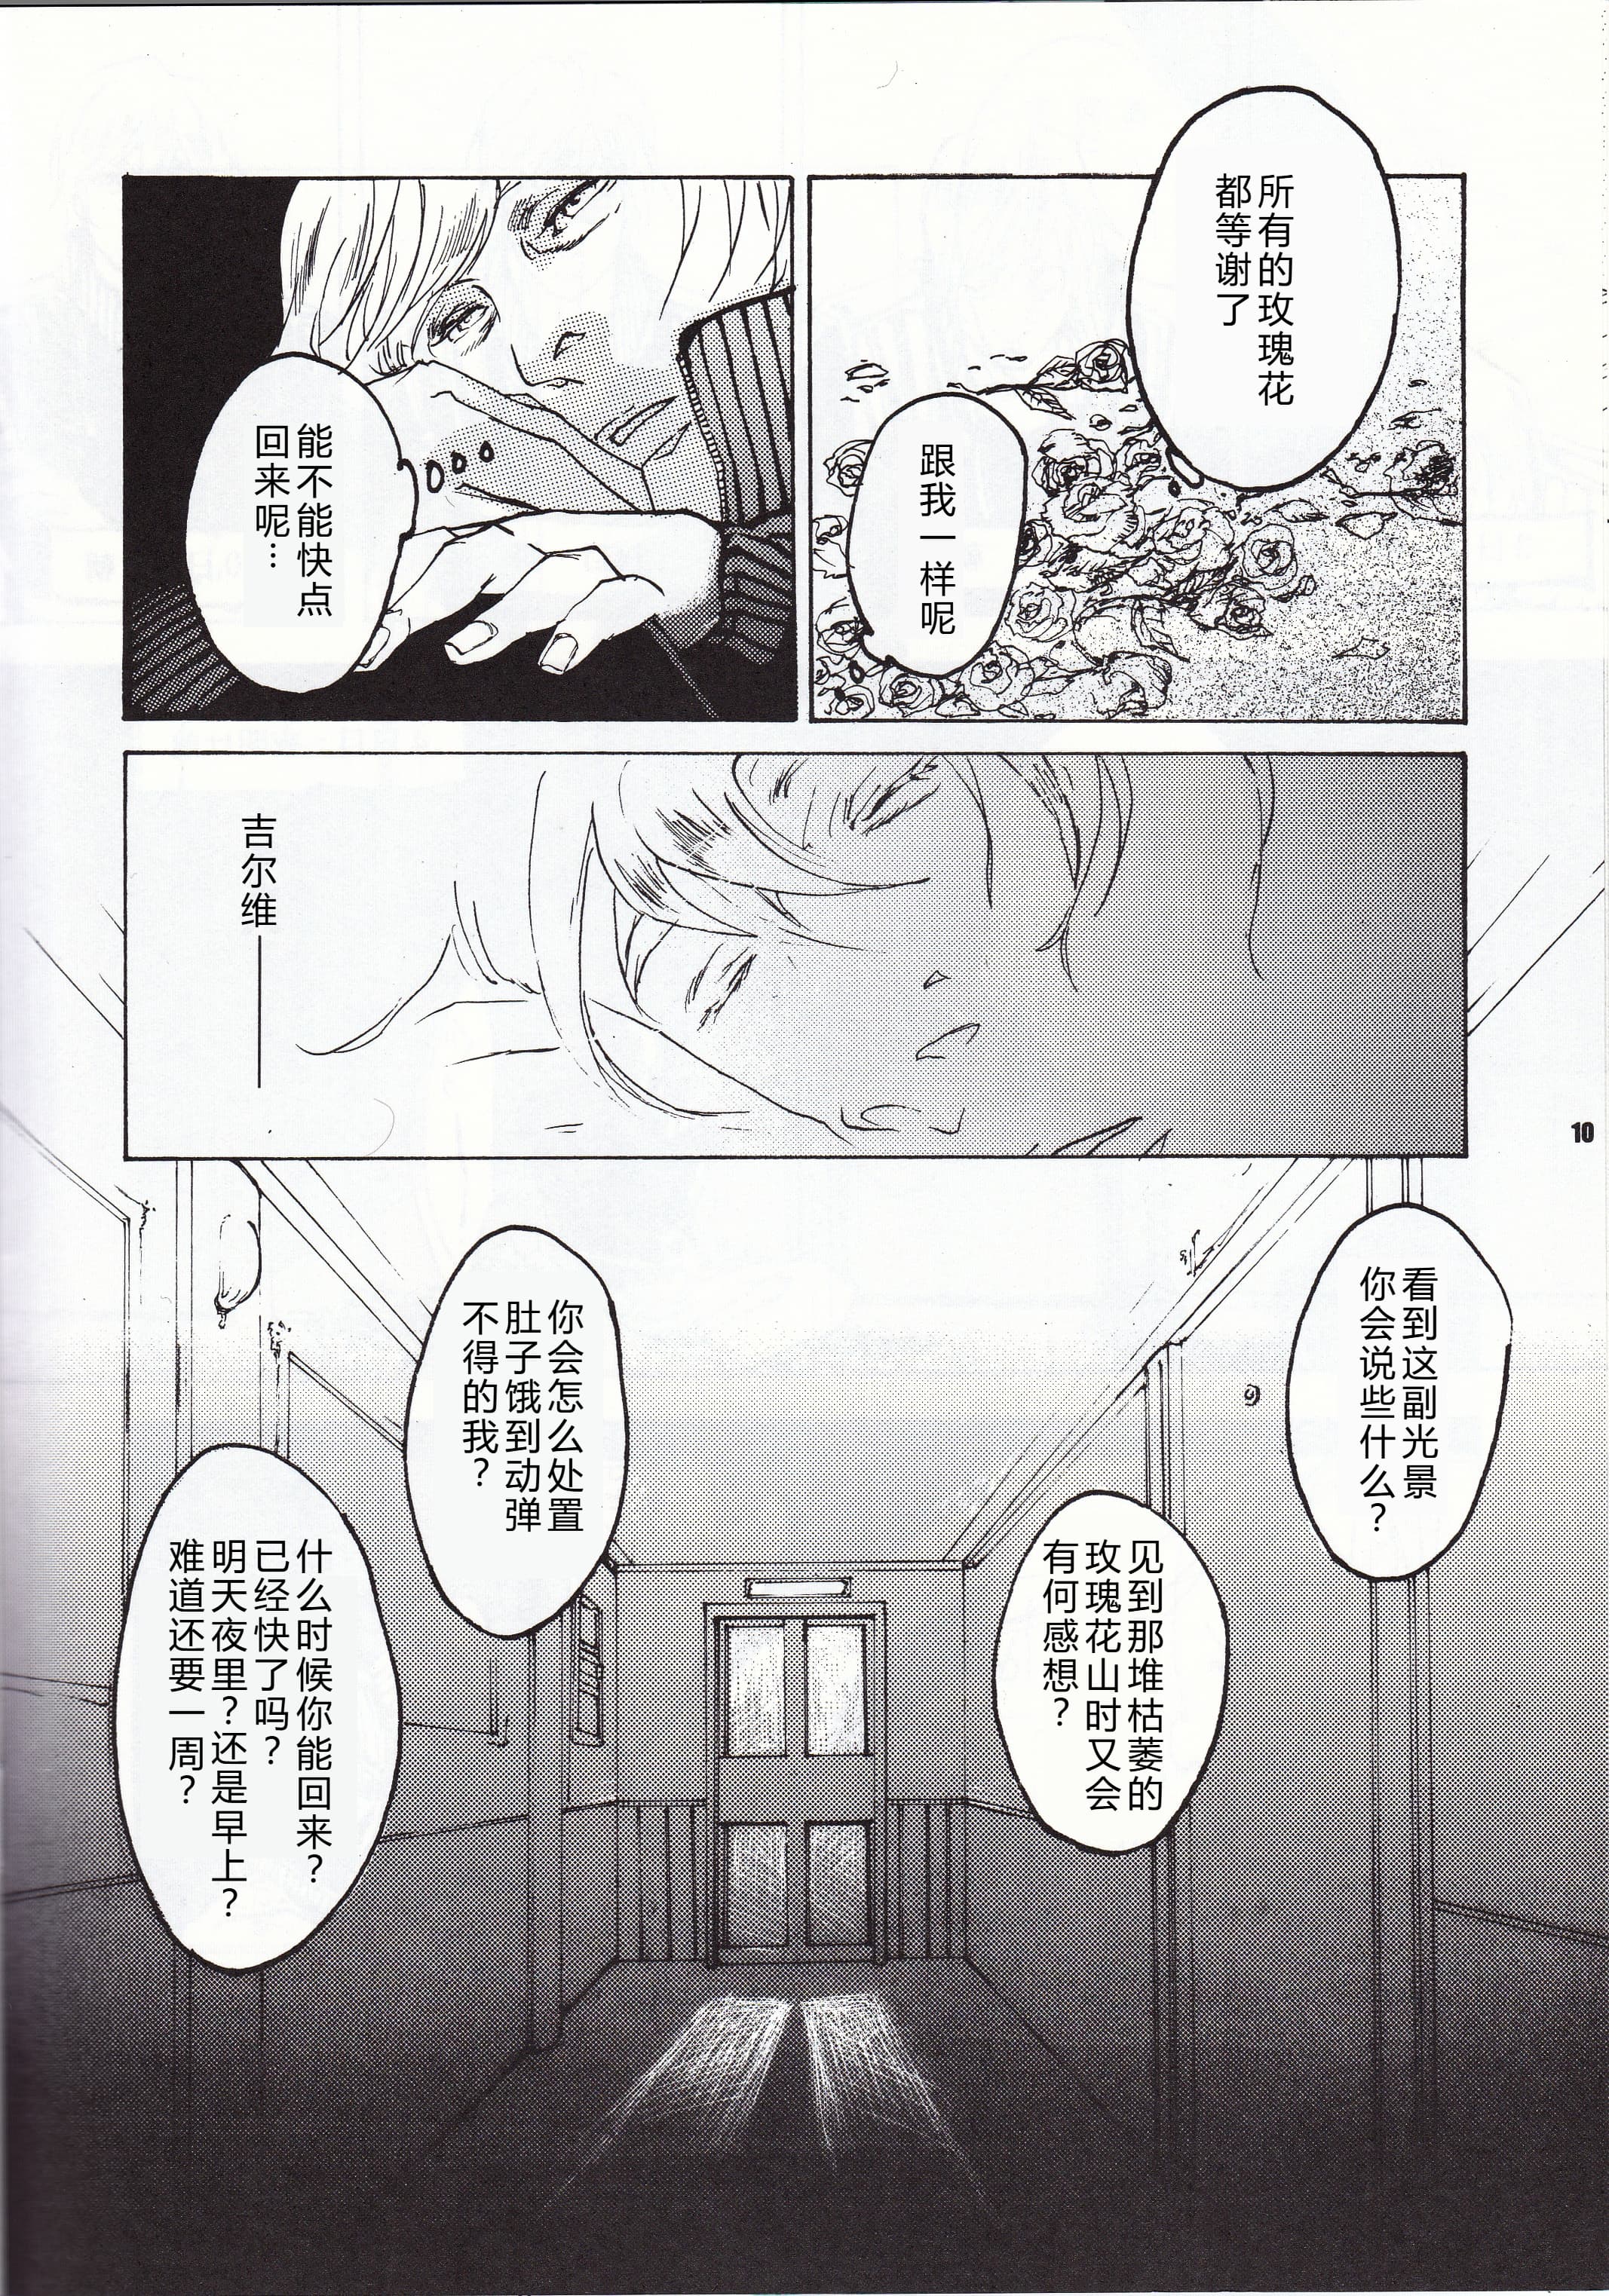 所有的玫瑰花
都等谢了
跟我一样呢
能不能快点
回来呢…
吉尔维——
看到这副光景
你会说些什么？
见到那堆枯萎的
玫瑰花山时又会
有何感想？
你会怎么处置
肚子饿到动弹
不得的我？
什么时候你能回来？
已经快了吗？
明天夜里？还是早上？
难道还要一周？
10